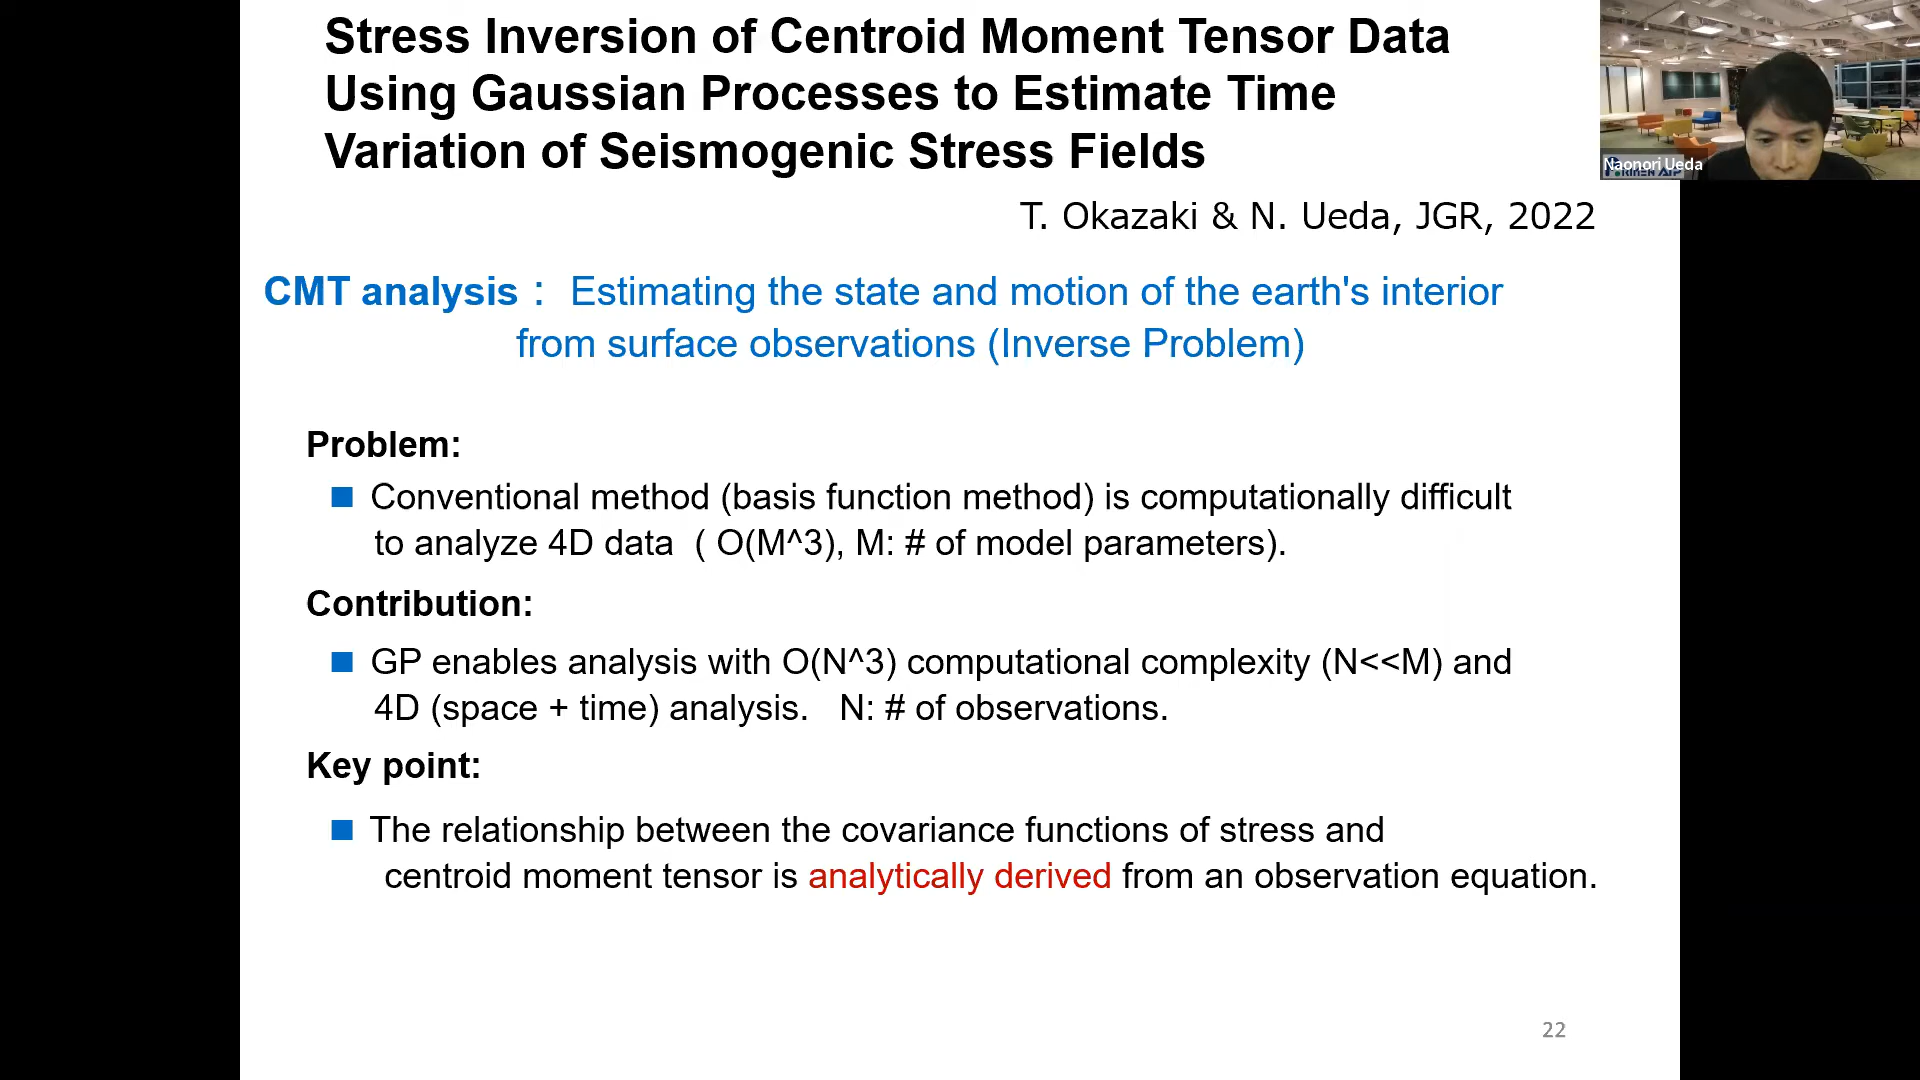 Stress Inversion of Centroid Moment Tensor Data
Using Gaussian Processes to Estimate Time
Variation of Seismogenic Stress Fields
Naonori Ueda
T. Okazaki & N. Ueda, JGR, 2022
CMT analysis： Estimating the state and motion of the earth's interior
from surface observations (Inverse Problem)
Problem:
■ Conventional method (basis function method) is computationally difficult
to analyze 4D data ( O(M^3), M: # of model parameters).
Contribution:
■ GP enables analysis with O(N^3) computational complexity (N<<M) and
4D (space + time) analysis. N: # of observations.
Key point:
■ The relationship between the covariance functions of stress and
centroid moment tensor is analytically derived from an observation equation.
22